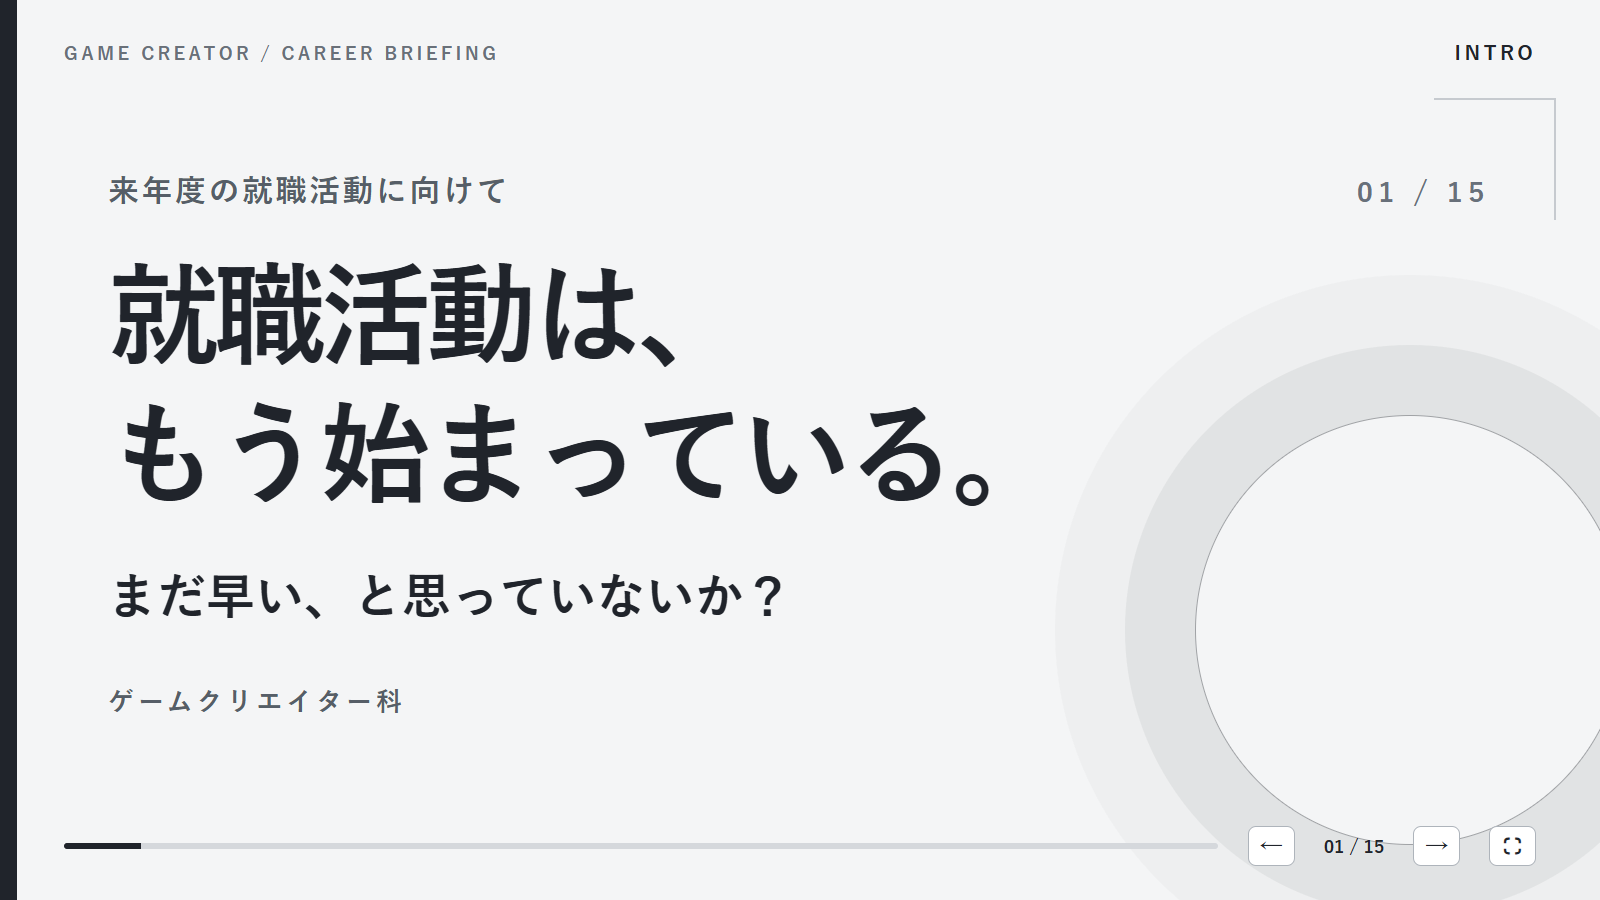 GAME CREATOR / CAREER BRIEFING
INTRO
来年度の就職活動に向けて
01 / 15
就職活動は、
もう始まっている。
まだ早い、と思っていないか？
ゲームクリエイター科
← 01 / 15 →